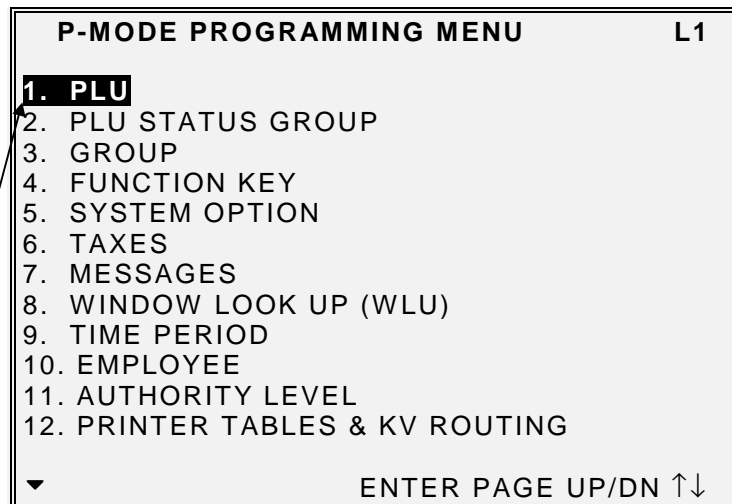 P-MODE PROGRAMMING MENU L1
1. PLU
2. PLU STATUS GROUP
3. GROUP
4. FUNCTION KEY
5. SYSTEM OPTION
6. TAXES
7. MESSAGES
8. WINDOW LOOK UP (WLU)
9. TIME PERIOD
10. EMPLOYEE
11. AUTHORITY LEVEL
12. PRINTER TABLES & KV ROUTING
ENTER PAGE UP/DN ↑↓